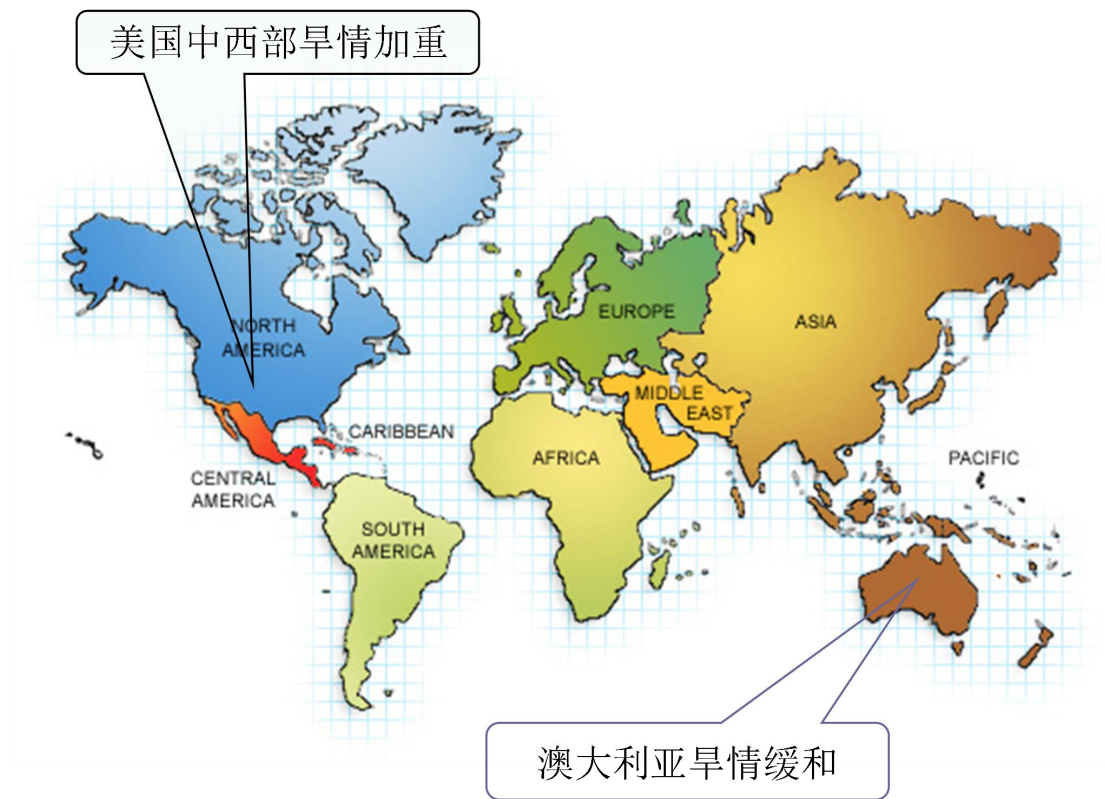 美国中西部旱情加重
NORTH
AMERICA
EUROPE
ASIA
MIDDLE
EAST
CARIBBEAN
AFRICA
PACIFIC
CENTRAL
AMERICA
SOUTH
AMERICA
澳大利亚旱情缓和